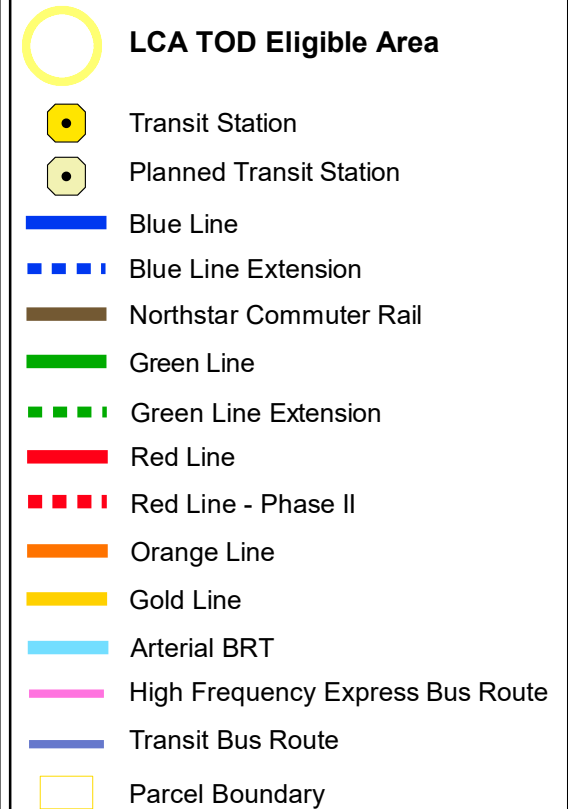 LCA TOD Eligible Area
Transit Station
Planned Transit Station
Blue Line
Blue Line Extension
Northstar Commuter Rail
Green Line
Green Line Extension
Red Line
Red Line - Phase II
Orange Line
Gold Line
Arterial BRT
High Frequency Express Bus Route
Transit Bus Route
Parcel Boundary